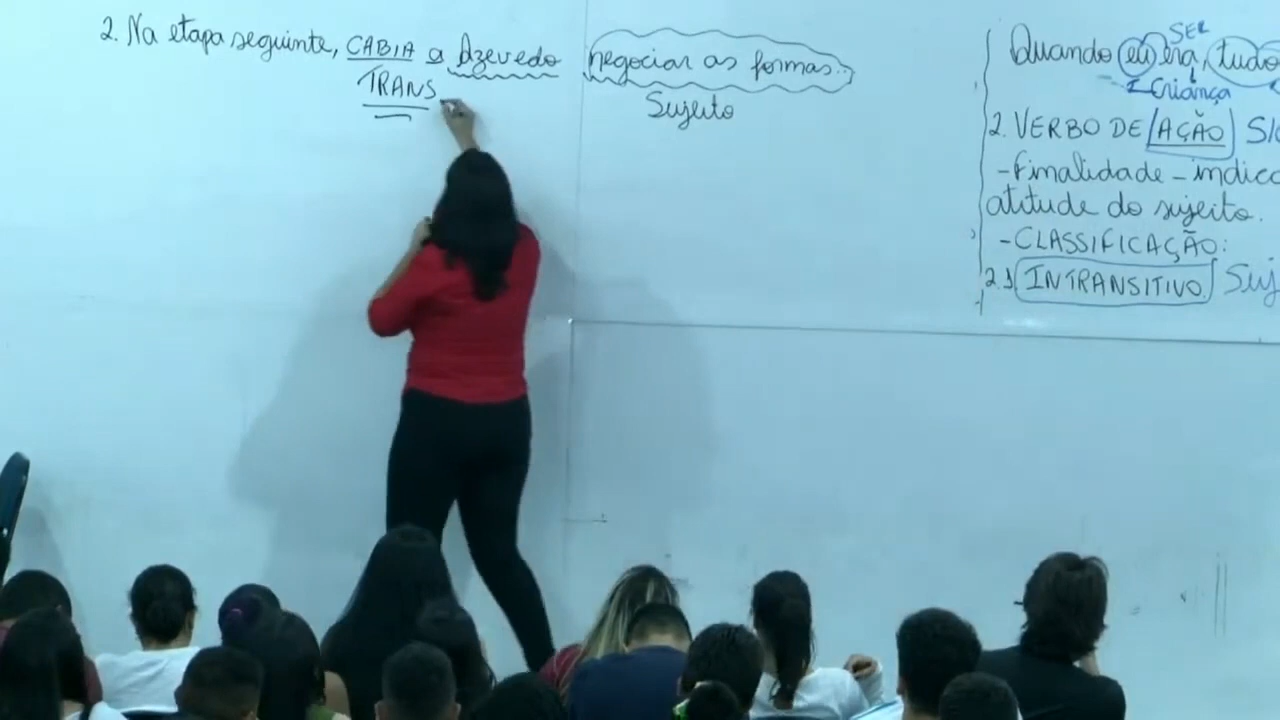 2. Na etapa seguinte, CABIA a Azevedo negociar as formas...
TRANS
Sujeito
SER
Quando eu era, tudo
Criança
2. VERBO DE AÇÃO
- Finalidade - indica
atitude do sujeito.
- CLASSIFICAÇÃO:
2.1 INTRANSITIVO Suj